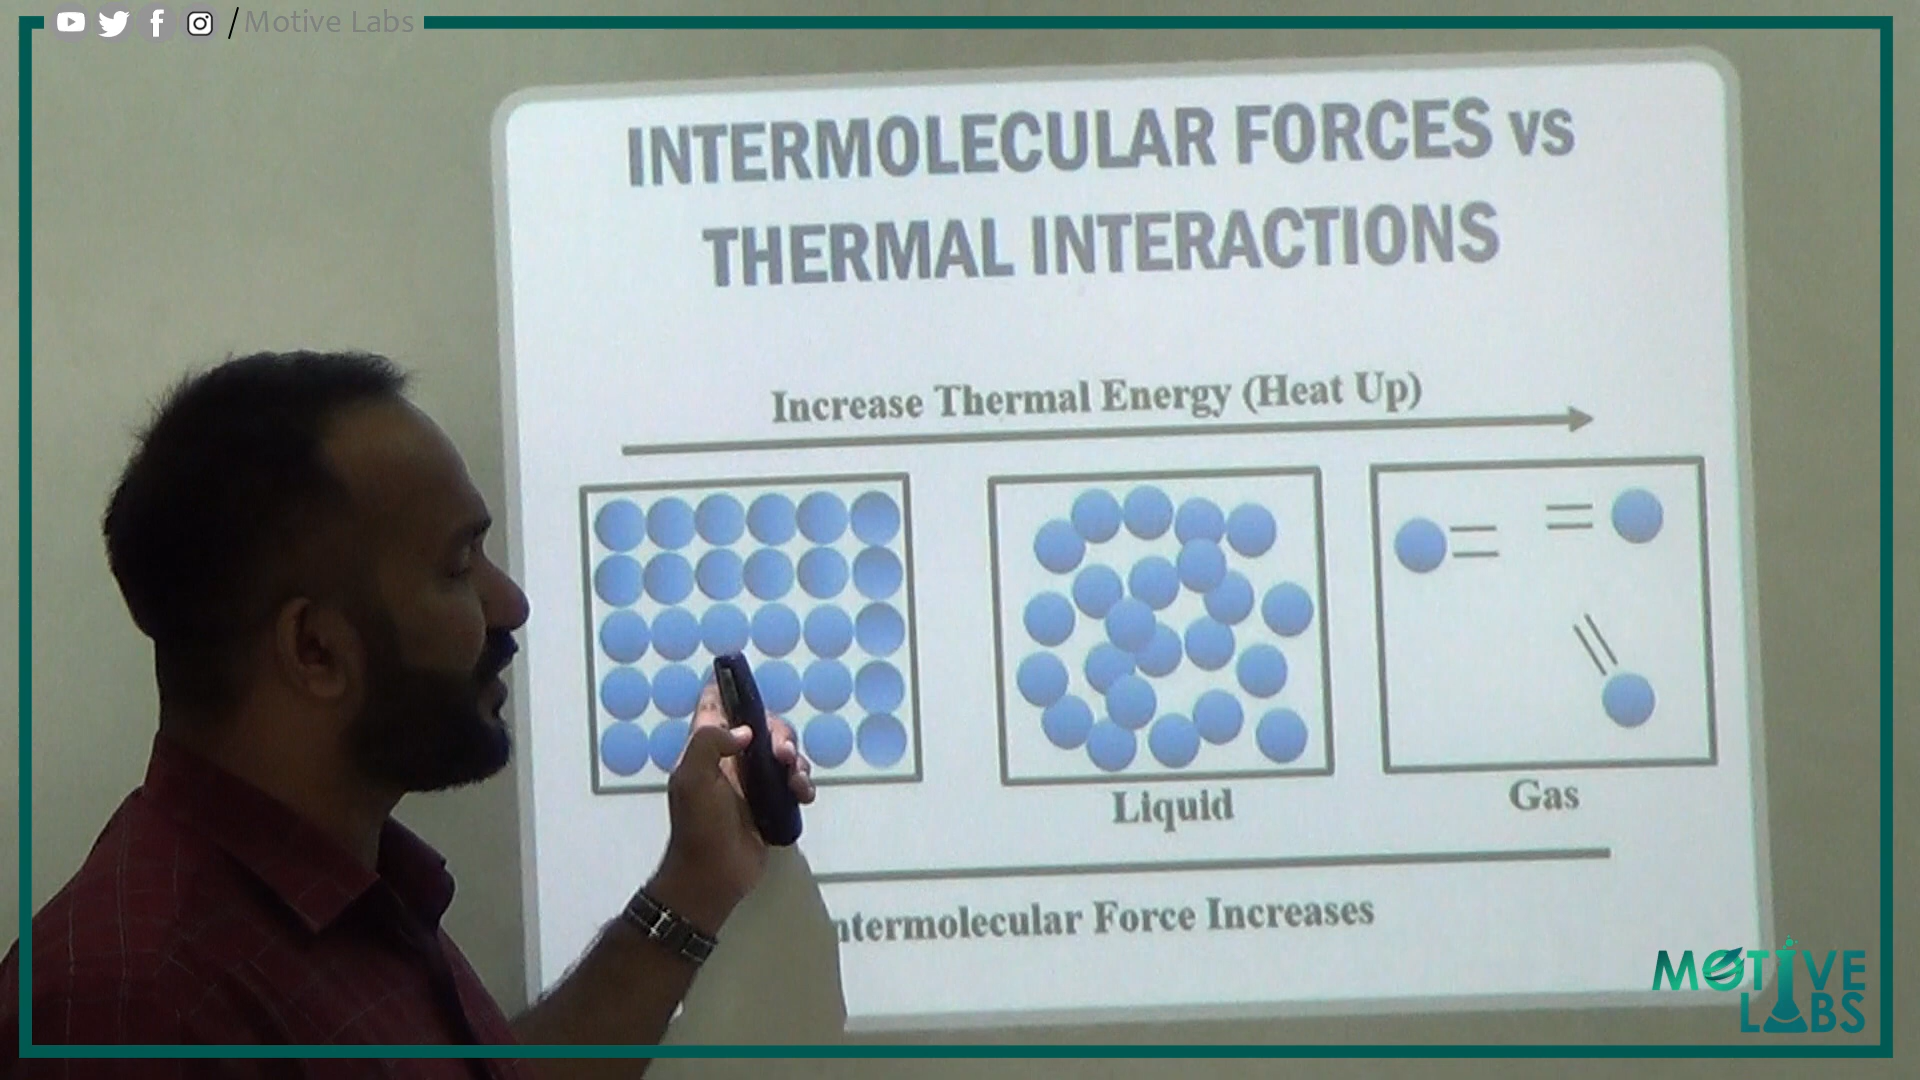 /Motive Labs
INTERMOLECULAR FORCES VS
THERMAL INTERACTIONS
Increase Thermal Energy (Heat Up)
Liquid
Gas
ntermolecular Force Increases
MOTIVE
LABS